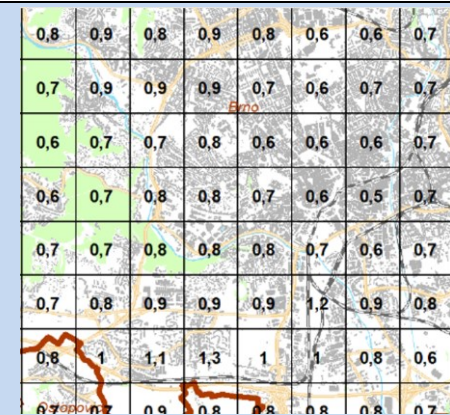 0,8 0,9 0,8 0,9 0,8 0,6 0,6 0,7
0,7 0,9 0,9 0,9 0,7 0,6 0,7 0,7
Brno
0,6 0,7 0,7 0,8 0,6 0,6 0,6 0,7
0,6 0,7 0,8 0,8 0,7 0,6 0,5 0,7
0,7 0,7 0,8 0,8 0,8 0,7 0,6 0,7
0,7 0,8 0,9 0,9 0,9 1,2 0,9 0,8
0,8 1 1,1 1,3 1 1 0,8 0,6
0,7 0,7 0,9 0,8 0,8 0,8 0,8 0,7